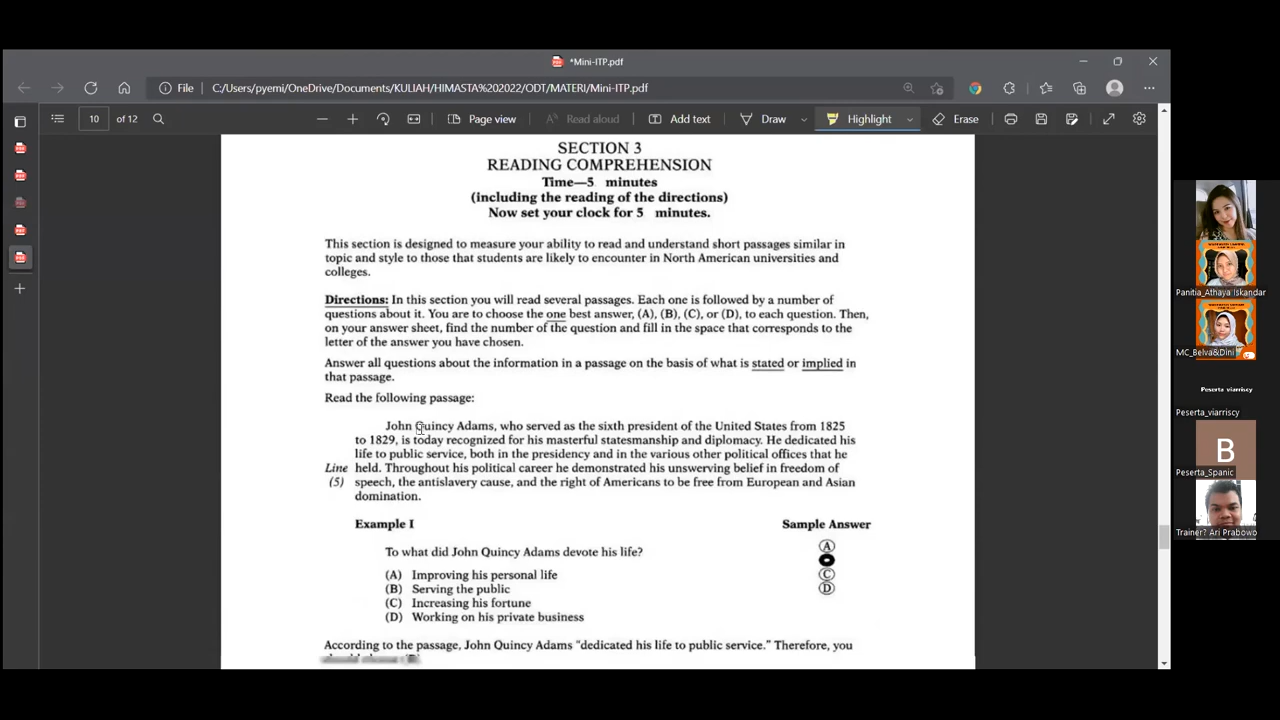 *Mini-ITP.pdf
File
C:/Users/pyemi/OneDrive/Documents/KULIAH/HIMASTA%202022/ODT/MATERI/Mini-ITP.pdf
10 of 12
Page view
Read aloud
Add text
Draw
Highlight
Erase
SECTION 3
READING COMPREHENSION
Time—5 minutes
(including the reading of the directions)
Now set your clock for 5 minutes.
This section is designed to measure your ability to read and understand short passages similar in
topic and style to those that students are likely to encounter in North American universities and
colleges.
Directions: In this section you will read several passages. Each one is followed by a number of
questions about it. You are to choose the one best answer, (A), (B), (C), or (D), to each question. Then,
on your answer sheet, find the number of the question and fill in the space that corresponds to the
letter of the answer you have chosen.
Answer all questions about the information in a passage on the basis of what is stated or implied in
that passage.
Read the following passage:
John Quincy Adams, who served as the sixth president of the United States from 1825
to 1829, is today recognized for his masterful statesmanship and diplomacy. He dedicated his
life to public service, both in the presidency and in the various other political offices that he
Line held. Throughout his political career he demonstrated his unswerving belief in freedom of
(5) speech, the antislavery cause, and the right of Americans to be free from European and Asian
domination.
Example I
Sample Answer
To what did John Quincy Adams devote his life?
(A) Improving his personal life
(B) Serving the public
(C) Increasing his fortune
(D) Working on his private business
A
C
D
According to the passage, John Quincy Adams "dedicated his life to public service." Therefore, you
Panitia_Athaya Iskandar
MC_Belva&Dini
Peserta viarriscy
Peserta_viarriscy
B
Peserta_Spanic
Trainer? Ari Prabowo